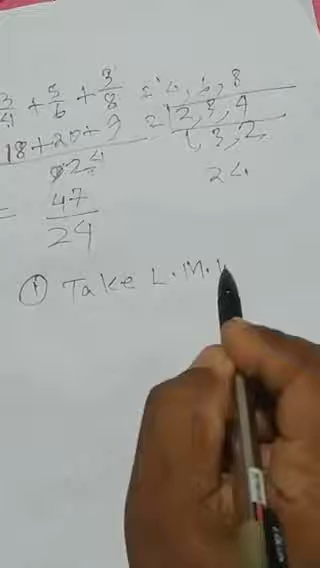 3/4 + 5/6 + 3/8 = 4, 6, 8
18+20+9 2 2, 3, 4
24 1, 3, 2
= 47/24 24
① Take L.M.